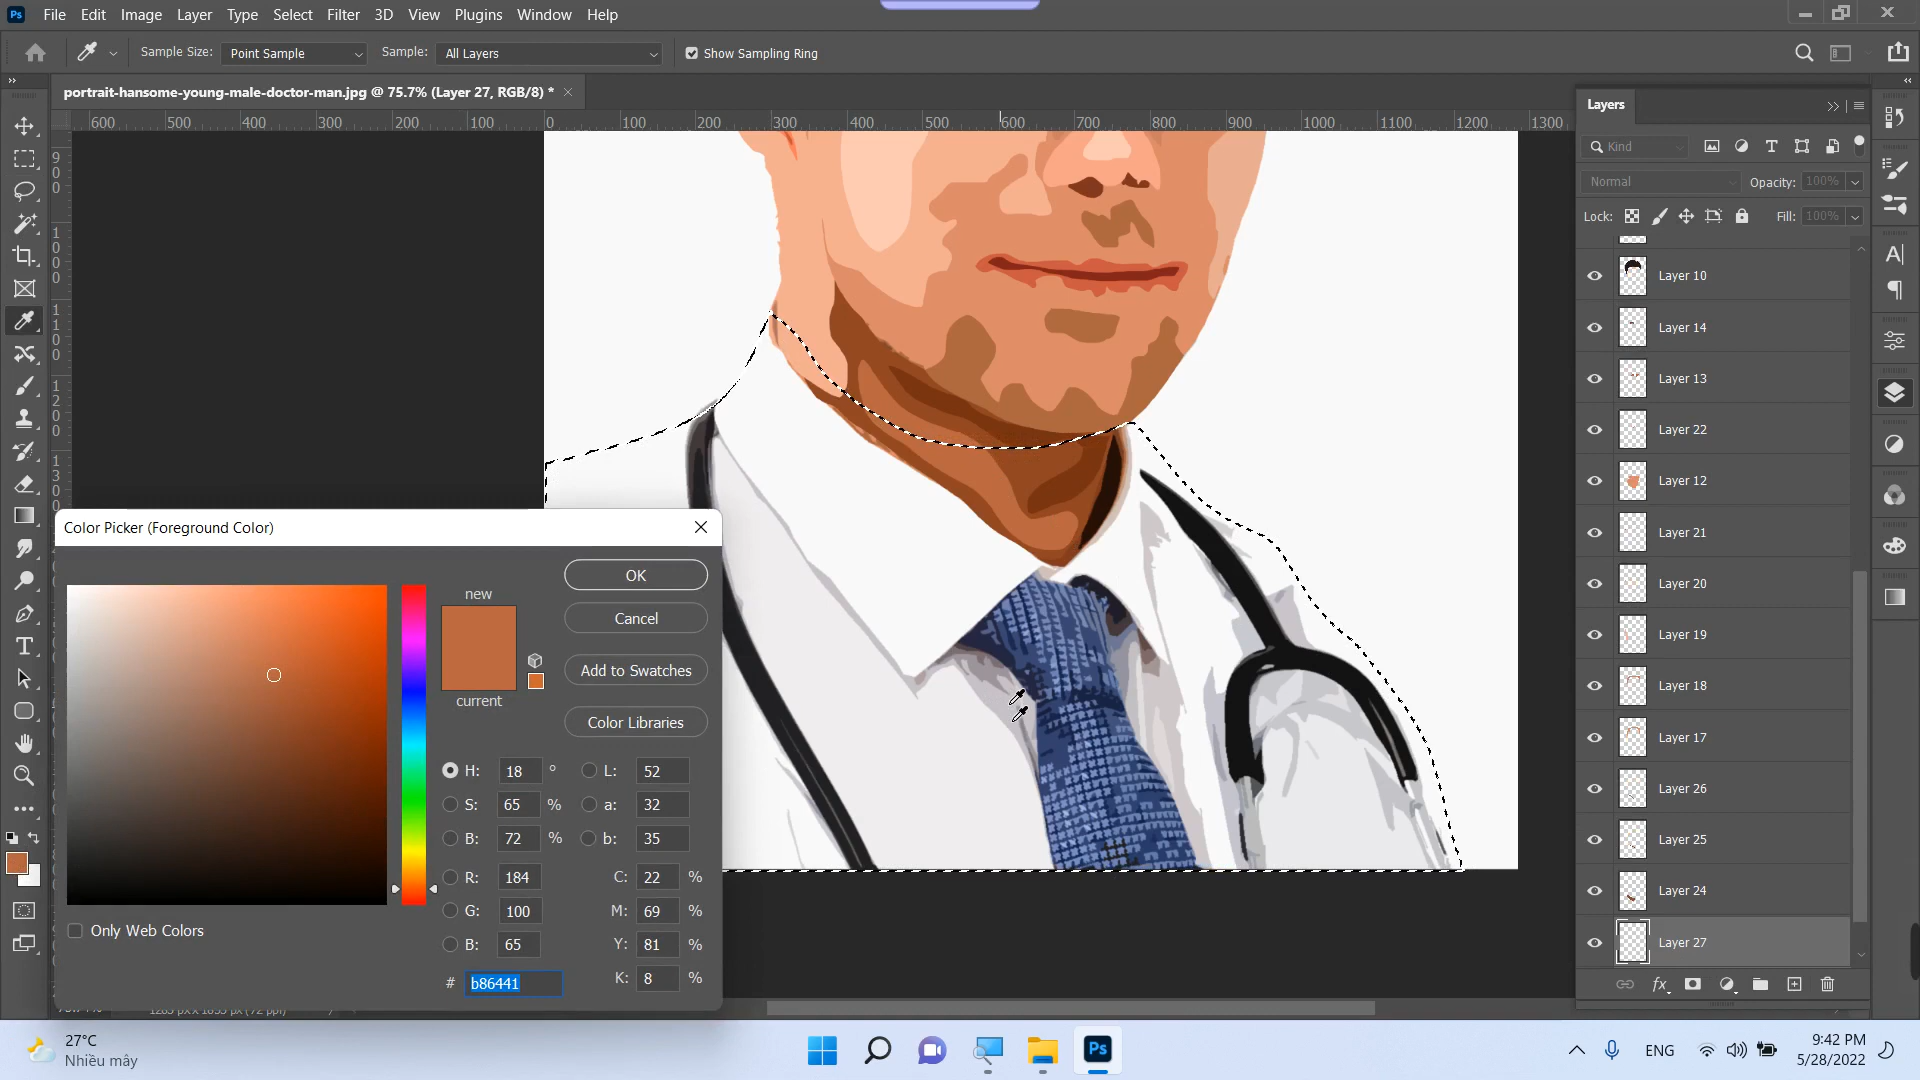 Ps File Edit Image Layer Type Select Filter 3D View Plugins Window Help
Sample Size: Point Sample Sample: All Layers Show Sampling Ring
portrait-hansome-young-male-doctor-man.jpg @ 75.7% (Layer 27, RGB/8) *
600 500 400 300 200 100 0 100 200 300 400 500 600 700 800 900 1000 1100 1200 1300
900
1000
1100
1200
1300
Layers
Kind
Normal Opacity: 100%
Lock: Fill: 100%
Layer 10
Layer 14
Layer 13
Layer 22
Layer 12
Layer 21
Layer 20
Layer 19
Layer 18
Layer 17
Layer 26
Layer 25
Layer 24
Layer 27
Color Picker (Foreground Color)
new
current
OK
Cancel
Add to Swatches
Color Libraries
H: 18 ° L: 52
S: 65 % a: 32
B: 72 % b: 35
R: 184 C: 22 %
G: 100 M: 69 %
B: 65 Y: 81 %
# b86441 K: 8 %
Only Web Colors
27°C
Nhiều mây
Ps
ENG
9:42 PM
5/28/2022